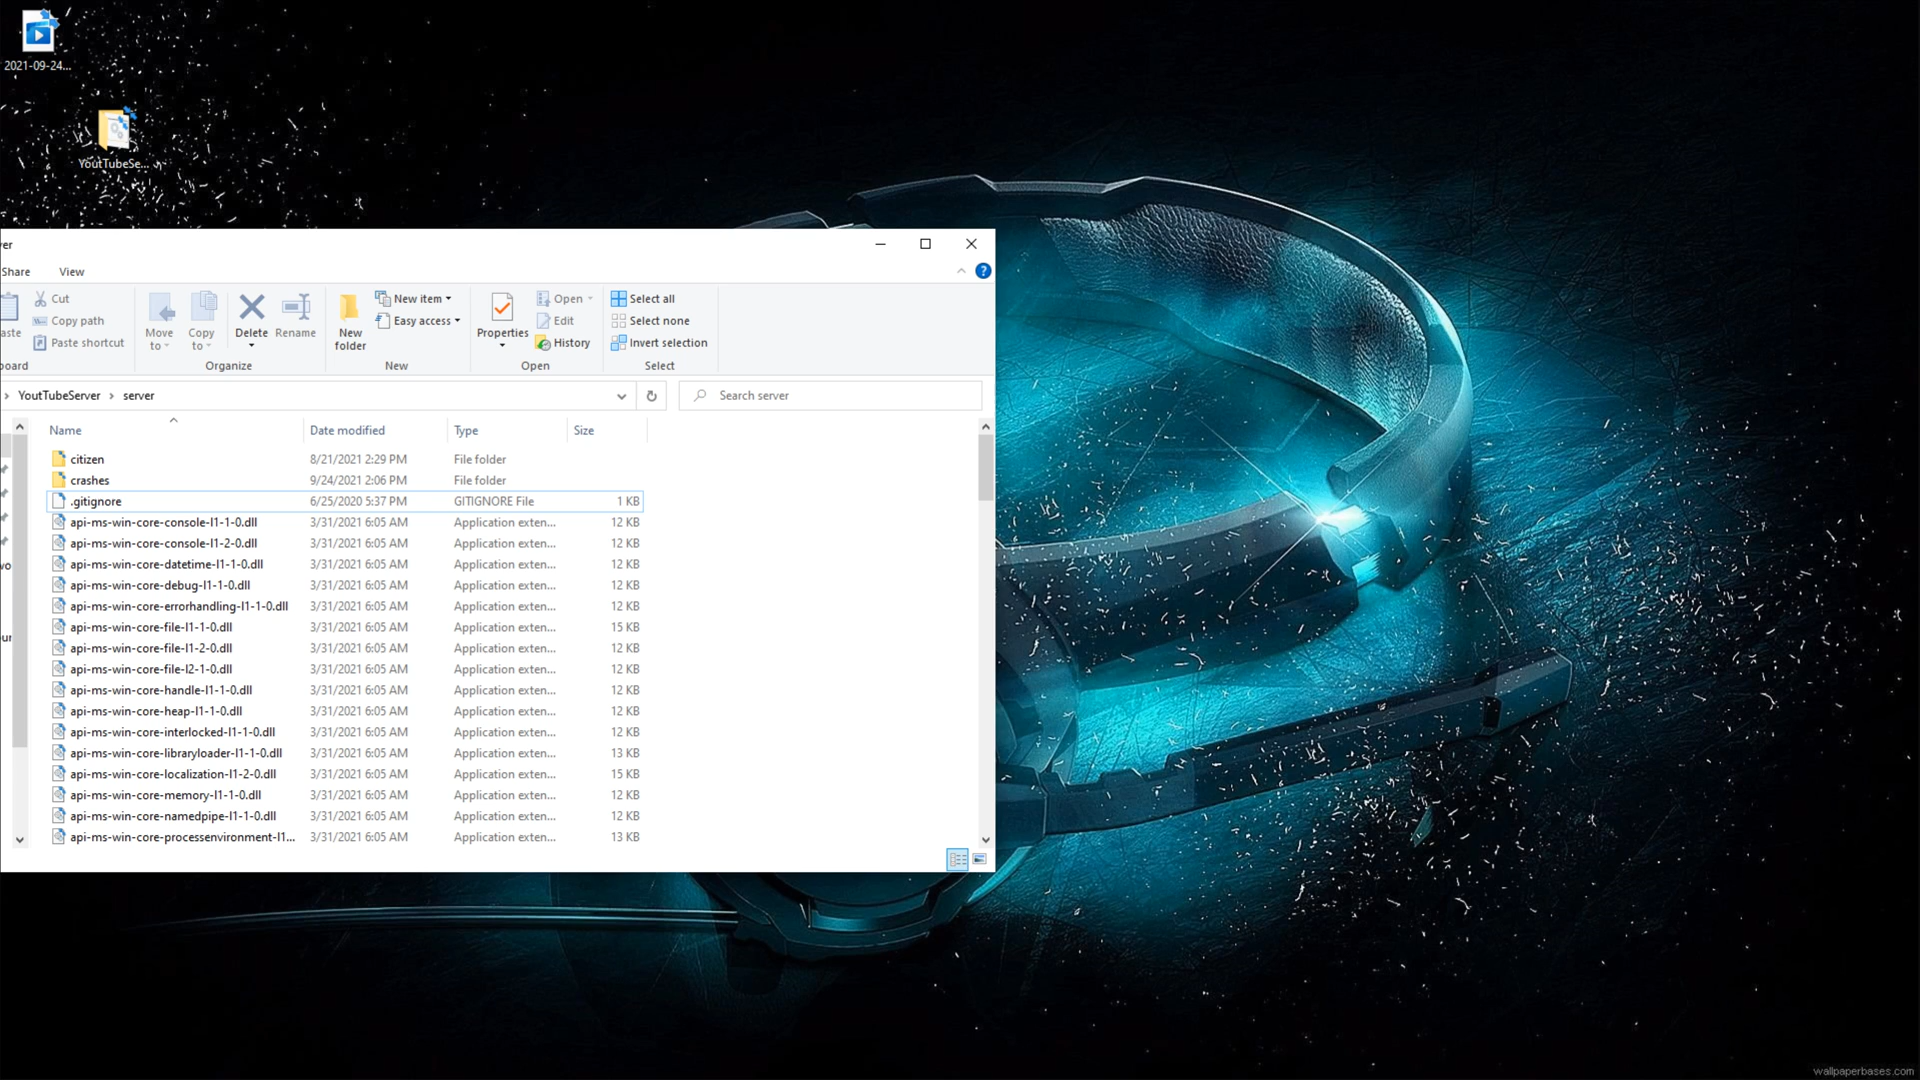 2021-09-24...
YoutTubeSe...
Share
View
Cut
Copy path
Paste shortcut
Move
to
Copy
to
Delete
Rename
Organize
New
folder
New item
Easy access
New
Properties
Open
Edit
History
Open
Select all
Select none
Invert selection
Select
YoutTubeServer
server
Search server
Name Date modified Type Size
citizen 8/21/2021 2:29 PM File folder
crashes 9/24/2021 2:06 PM File folder
.gitignore 6/25/2020 5:37 PM GITIGNORE File 1 KB
api-ms-win-core-console-l1-1-0.dll 3/31/2021 6:05 AM Application exten... 12 KB
api-ms-win-core-console-l1-2-0.dll 3/31/2021 6:05 AM Application exten... 12 KB
api-ms-win-core-datetime-l1-1-0.dll 3/31/2021 6:05 AM Application exten... 12 KB
api-ms-win-core-debug-l1-1-0.dll 3/31/2021 6:05 AM Application exten... 12 KB
api-ms-win-core-errorhandling-l1-1-0.dll 3/31/2021 6:05 AM Application exten... 12 KB
api-ms-win-core-file-l1-1-0.dll 3/31/2021 6:05 AM Application exten... 15 KB
api-ms-win-core-file-l1-2-0.dll 3/31/2021 6:05 AM Application exten... 12 KB
api-ms-win-core-file-l2-1-0.dll 3/31/2021 6:05 AM Application exten... 12 KB
api-ms-win-core-handle-l1-1-0.dll 3/31/2021 6:05 AM Application exten... 12 KB
api-ms-win-core-heap-l1-1-0.dll 3/31/2021 6:05 AM Application exten... 12 KB
api-ms-win-core-interlocked-l1-1-0.dll 3/31/2021 6:05 AM Application exten... 12 KB
api-ms-win-core-libraryloader-l1-1-0.dll 3/31/2021 6:05 AM Application exten... 13 KB
api-ms-win-core-localization-l1-2-0.dll 3/31/2021 6:05 AM Application exten... 15 KB
api-ms-win-core-memory-l1-1-0.dll 3/31/2021 6:05 AM Application exten... 12 KB
api-ms-win-core-namedpipe-l1-1-0.dll 3/31/2021 6:05 AM Application exten... 12 KB
api-ms-win-core-processenvironment-l1... 3/31/2021 6:05 AM Application exten... 13 KB
wallpaperbases.com